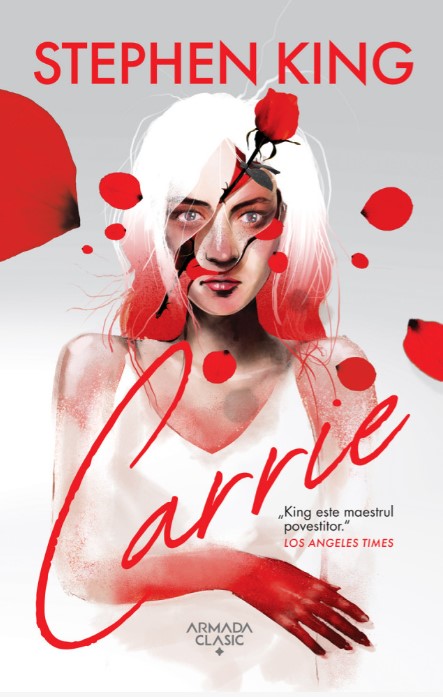 STEPHEN KING
Carrie
„King este maestrul
povestitor.“
LOS ANGELES TIMES
ARMADA
CLASIC